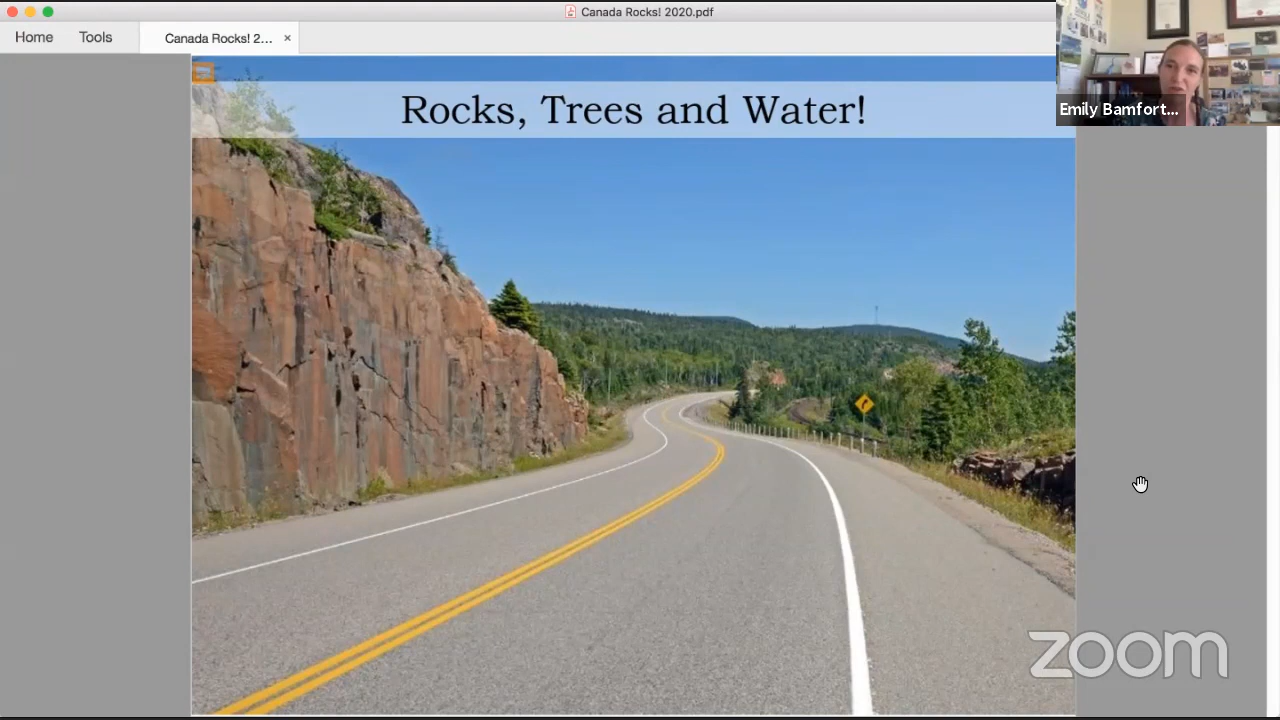 Canada Rocks! 2020.pdf
Home
Tools
Canada Rocks! 2...
Rocks, Trees and Water!
Emily Bamfort...
zoom